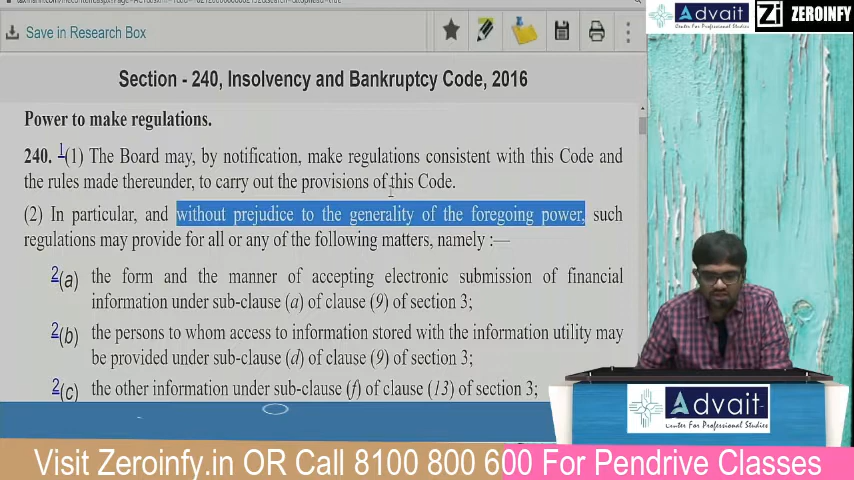 Save in Research Box
Advait
Center For Professional Studies
Zi ZEROINFY
Section - 240, Insolvency and Bankruptcy Code, 2016
Power to make regulations.
240. 1(1) The Board may, by notification, make regulations consistent with this Code and
the rules made thereunder, to carry out the provisions of this Code.
(2) In particular, and without prejudice to the generality of the foregoing power, such
regulations may provide for all or any of the following matters, namely :—
2(a) the form and the manner of accepting electronic submission of financial
information under sub-clause (a) of clause (9) of section 3;
2(b) the persons to whom access to information stored with the information utility may
be provided under sub-clause (d) of clause (9) of section 3;
2(c) the other information under sub-clause (f) of clause (13) of section 3;
Advait
Center For Professional Studies
Visit Zeroinfy.in OR Call 8100 800 600 For Pendrive Classes